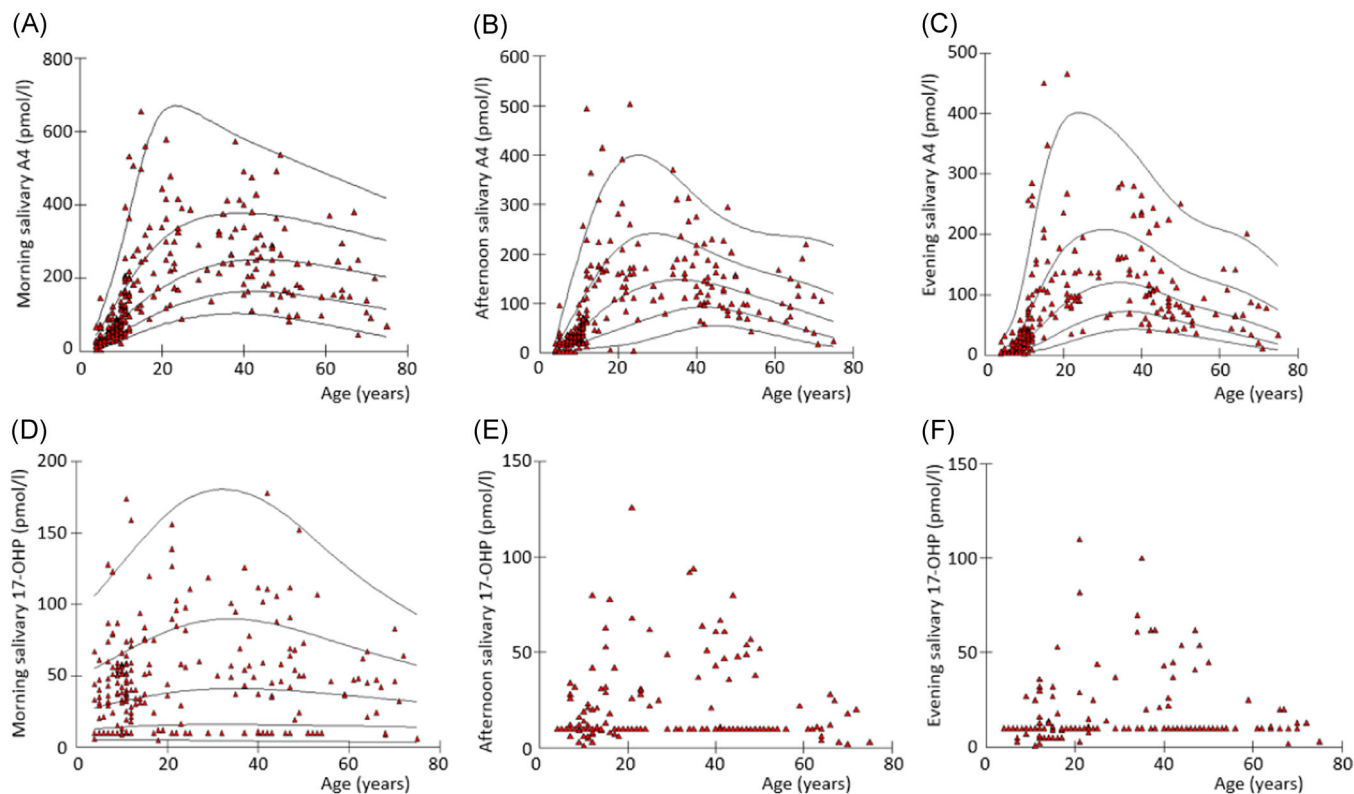 (A)
Morning salivary A4 (pmol/l)
800
600
400
200
0
0 20 40 60 80
Age (years)
(B)
Afternoon salivary A4 (pmol/l)
600
500
400
300
200
100
0
0 20 40 60 80
Age (years)
(C)
Evening salivary A4 (pmol/l)
500
400
300
200
100
0
0 20 40 60 80
Age (years)
(D)
Morning salivary 17-OHP (pmol/l)
200
150
100
50
0
0 20 40 60 80
Age (years)
(E)
Afternoon salivary 17-OHP (pmol/l)
150
100
50
0
0 20 40 60 80
Age (years)
(F)
Evening salivary 17-OHP (pmol/l)
150
100
50
0
0 20 40 60 80
Age (years)